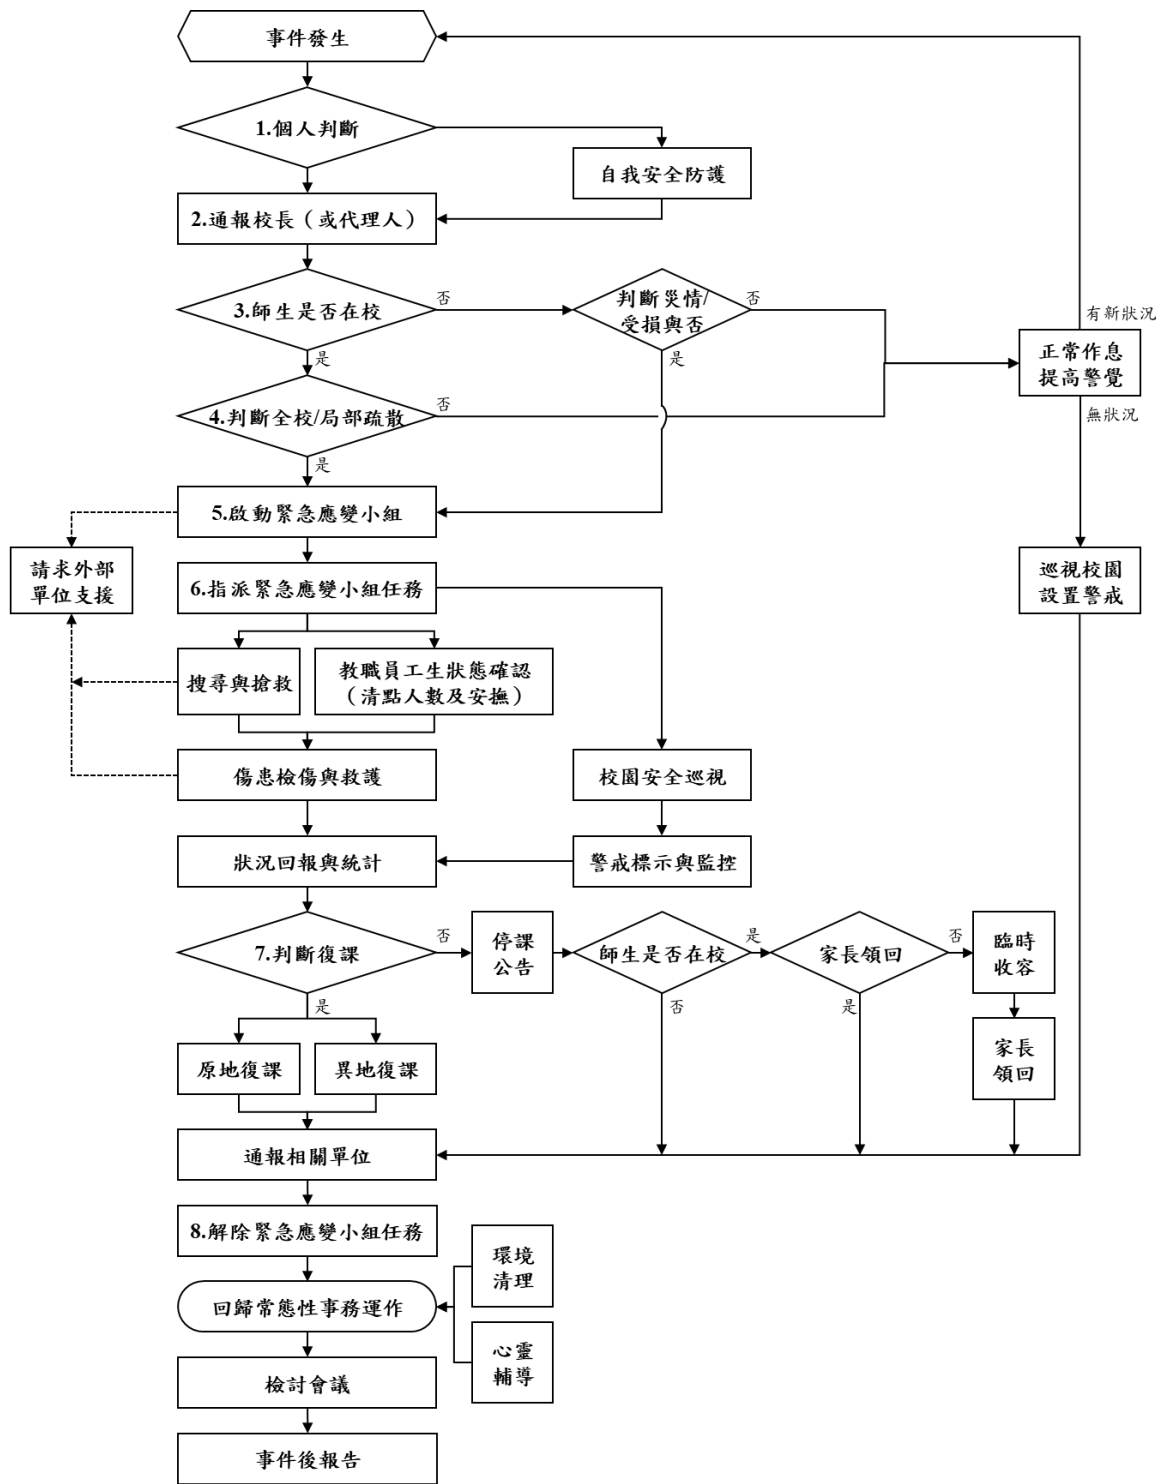 事件發生
1.個人判斷
自我安全防護
2.通報校長（或代理人）
3.師生是否在校
否
是
判斷災情/
受損與否
否
是
有新狀況
正常作息
提高警覺
無狀況
4.判斷全校/局部疏散
否
是
5.啟動緊急應變小組
請求外部
單位支援
6.指派緊急應變小組任務
巡視校園
設置警戒
搜尋與搶救
教職員工生狀態確認
（清點人數及安撫）
傷患檢傷與救護
校園安全巡視
狀況回報與統計
警戒標示與監控
7.判斷復課
否
是
停課
公告
師生是否在校
是
否
家長領回
否
是
臨時
收容
家長
領回
原地復課
異地復課
通報相關單位
8.解除緊急應變小組任務
環境
清理
回歸常態性事務運作
心靈
輔導
檢討會議
事件後報告